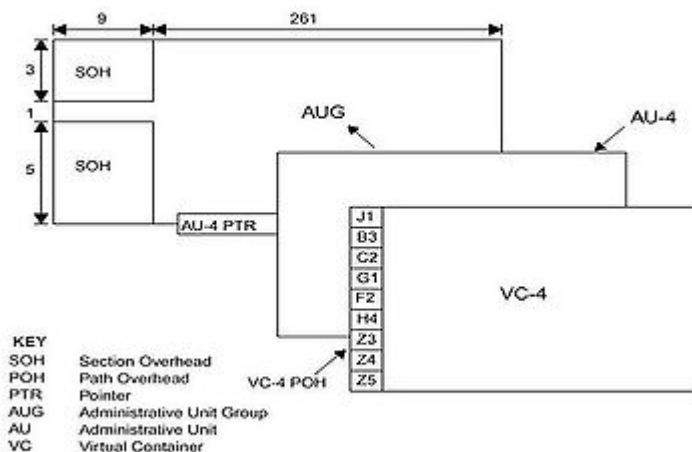 9 261
3 SOH
1
AUG AU-4
5 SOH
AU-4 PTR
J1
B3
C2
G1
F2
H4
Z3
Z4
Z5
VC-4
VC-4 POH
KEY
SOH Section Overhead
POH Path Overhead
PTR Pointer
AUG Administrative Unit Group
AU Administrative Unit
VC Virtual Container